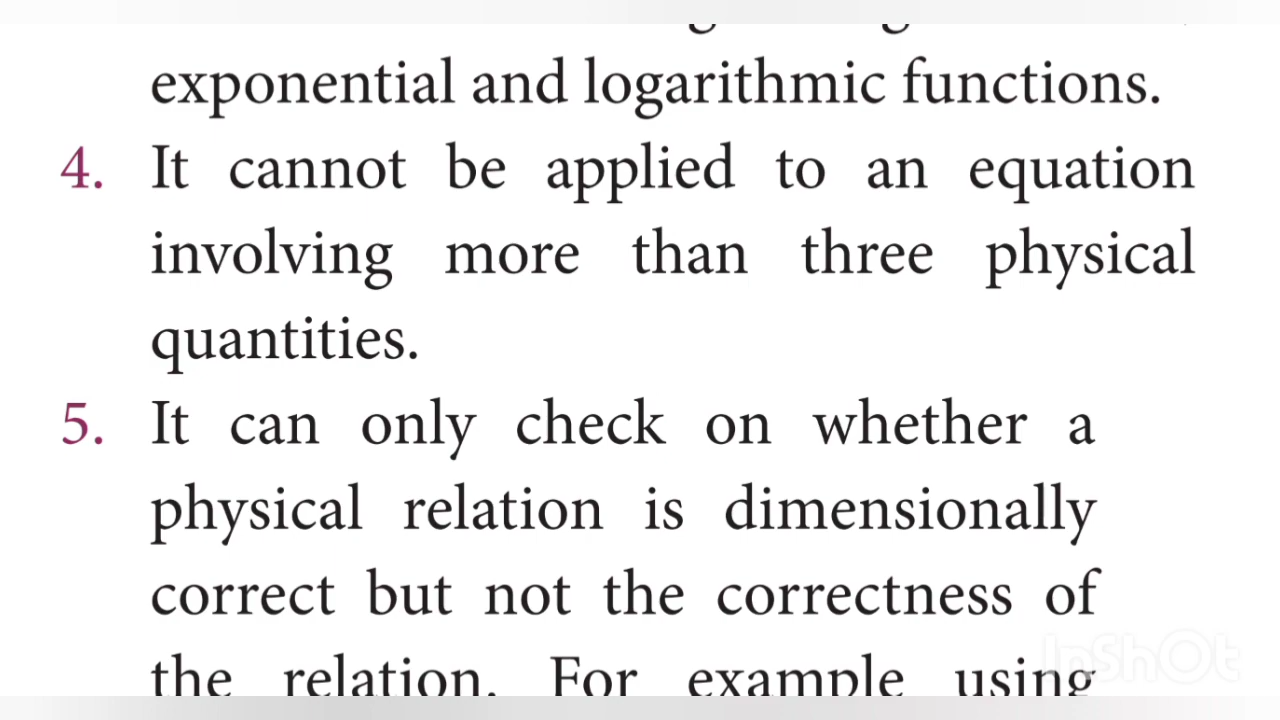 exponential and logarithmic functions.
4. It cannot be applied to an equation
involving more than three physical
quantities.
5. It can only check on whether a
physical relation is dimensionally
correct but not the correctness of
the relation. For example using
InShOt